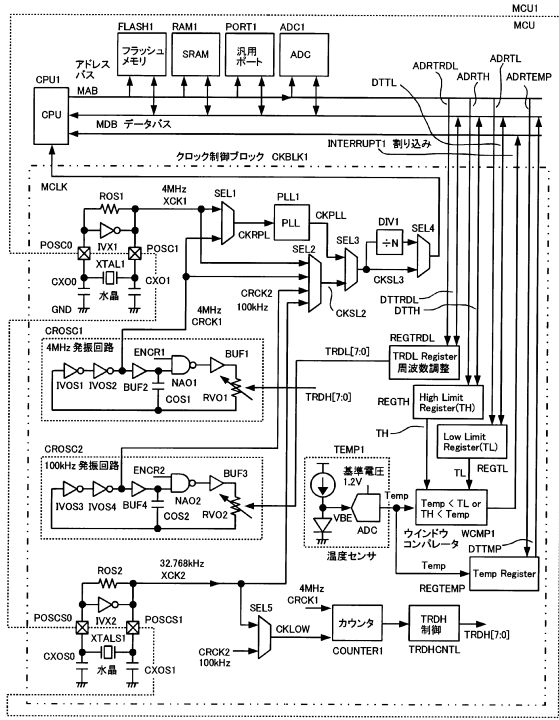 MCU1
MCU
FLASH1
RAM1
PORT1
ADC1
フラッシュ
メモリ
SRAM
汎用
ポート
ADC
ADRTRDL
ADRTH
ADRTL
ADRTEMP
DTTL
アドレス
バス
CPU1
MAB
CPU
MDB データバス
INTERRUPT1 割り込み
クロック制御ブロック CKBLK1
MCLK
ROS1
4MHz
XCK1
SEL1
PLL1
PLL
CKPLL
DIV1
÷N
SEL4
SEL3
SEL2
CKRPL
POSC0
IVX1
POSC1
XTAL1
CXO0
水晶
CXO1
GND
4MHz
CRCK1
CRCK2
100kHz
CKSL2
CKSL3
DTTRDL
DTTH
REGTRDL
TRDL Register
周波数調整
TRDL[7:0]
CROSC1
4MHz 発振回路
ENCR1
BUF1
IVOS1
IVOS2
BUF2
NAO1
COS1
RVO1
TRDH[7:0]
REGTH
High Limit
Register(TH)
TH
Low Limit
Register(TL)
TL
REGTL
CROSC2
100kHz 発振回路
ENCR2
BUF3
IVOS3
IVOS4
BUF4
NAO2
COS2
RVO2
TEMP1
基準電圧
1.2V
VBE
ADC
温度センサ
Temp
Temp < TL or
TH < Temp
ウインドウ
コンパレータ
WCMP1
DTTMP
Temp
REGTEMP
Temp Register
ROS2
32.768kHz
XCK2
POSCS0
IVX2
POSCS1
XTALS1
CXOS0
水晶
CXOS1
SEL5
CKLOW
CRCK2
100kHz
4MHz
CRCK1
カウンタ
COUNTER1
TRDH
制御
TRDHCNTL
TRDH[7:0]